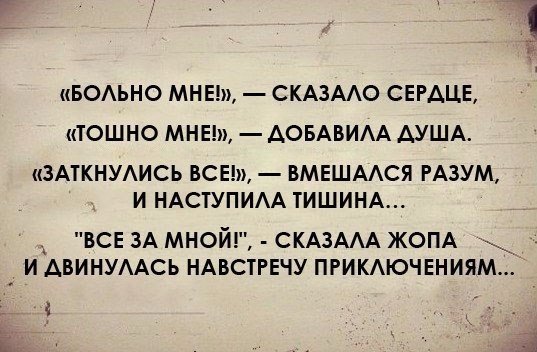 «БОЛЬНО МНЕ!», — СКАЗАЛО СЕРДЦЕ,
«ТОШНО МНЕ!», — ДОБАВИЛА ДУША.
«ЗАТКНУЛИСЬ ВСЕ!», — ВМЕШАЛСЯ РАЗУМ,
И НАСТУПИЛА ТИШИНА...
"ВСЕ ЗА МНОЙ!", - СКАЗАЛА ЖОПА
И ДВИНУЛАСЬ НАВСТРЕЧУ ПРИКЛЮЧЕНИЯМ...